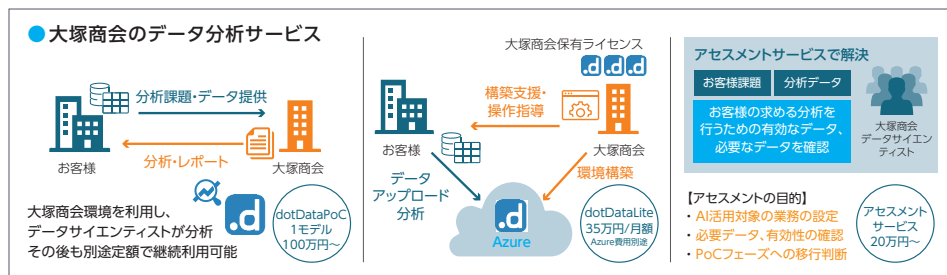 ●大塚商会のデータ分析サービス
分析課題・データ提供
お客様
大塚商会
分析・レポート
大塚商会環境を利用し、
データサイエンティストが分析
その後も別途定額で継続利用可能
.d
dotDataPoC
1モデル
100万円～
大塚商会保有ライセンス
.d .d .d
構築支援・
操作指導
お客様
大塚商会
データ
アップロード
分析
環境構築
.d
Azure
dotDataLite
35万円/月額
Azure費用別途
アセスメントサービスで解決
お客様課題
分析データ
お客様の求める分析を
行うための有効なデータ、
必要なデータを確認
大塚商会
データサイエン
ティスト
【アセスメントの目的】
・AI活用対象の業務の設定
・必要データ、有効性の確認
・PoCフェーズへの移行判断
アセスメント
サービス
20万円～